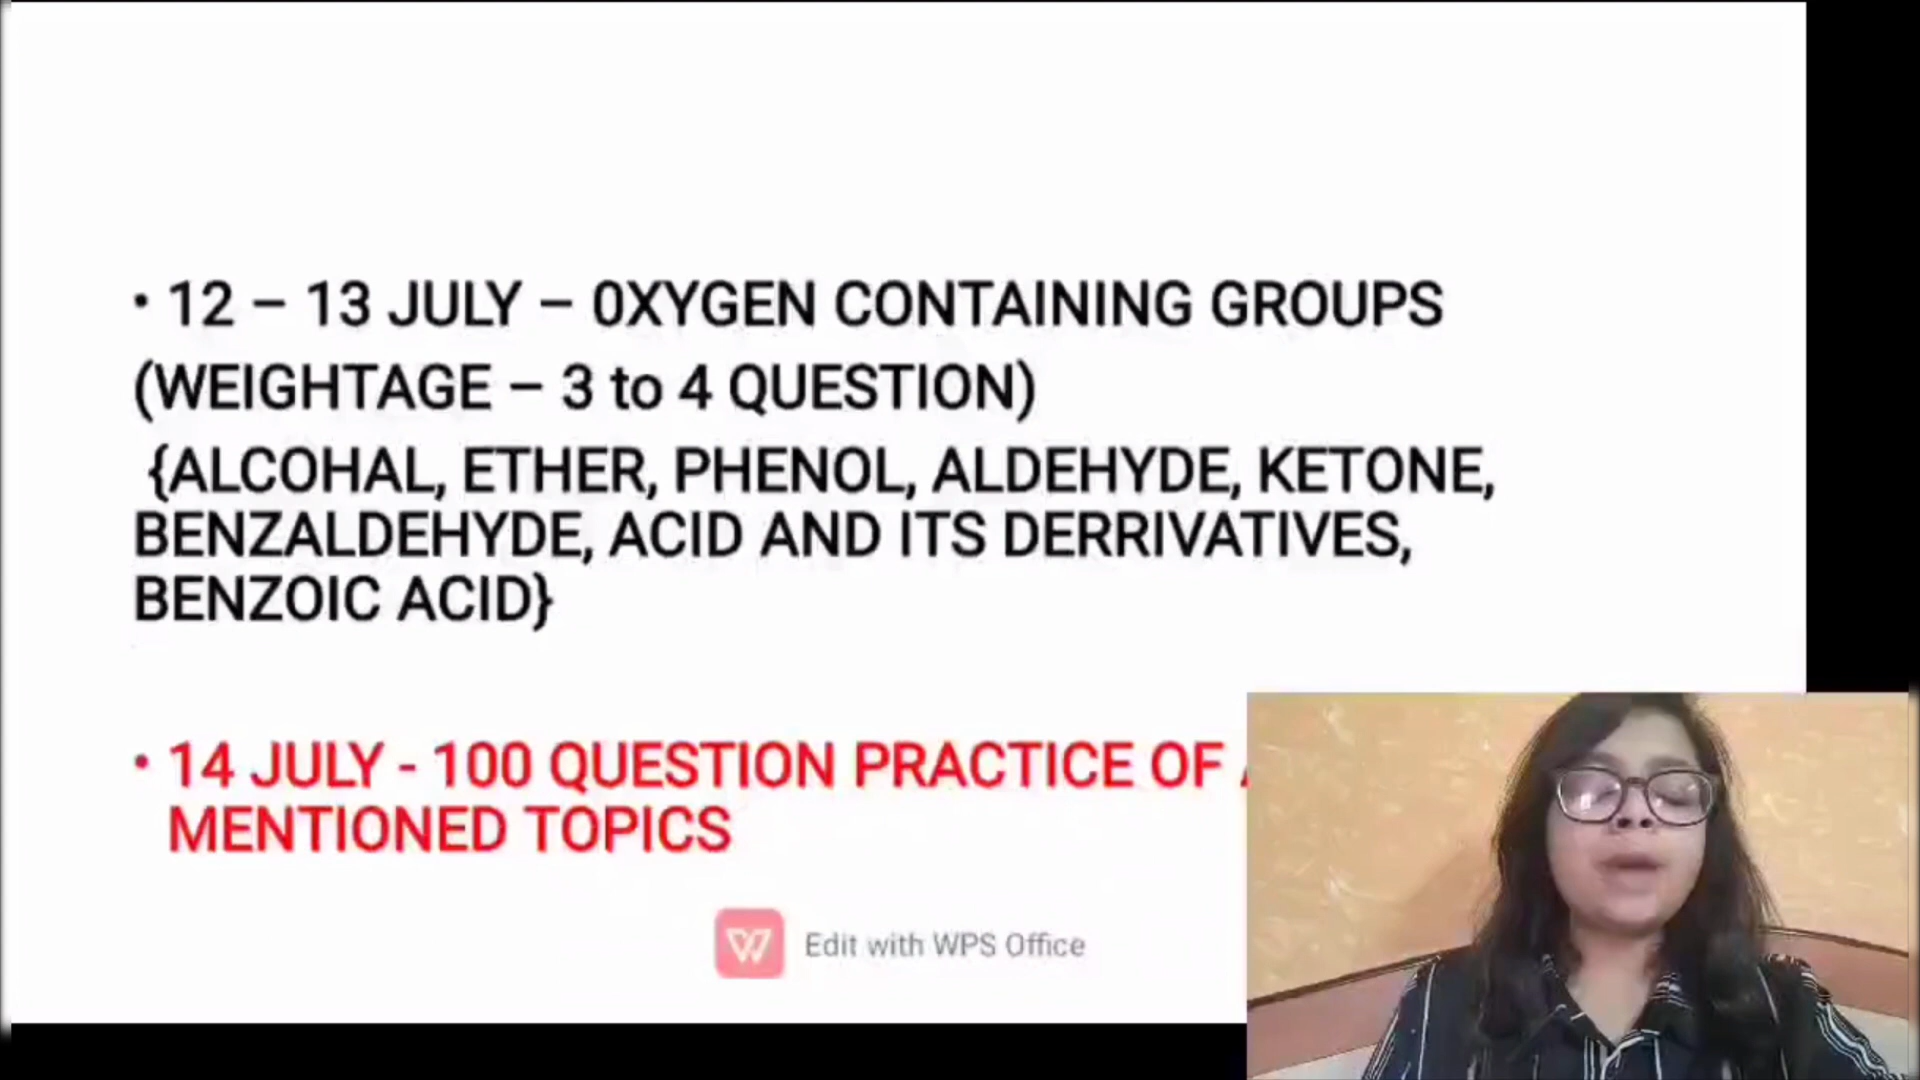 • 12 – 13 JULY – 0XYGEN CONTAINING GROUPS
(WEIGHTAGE – 3 to 4 QUESTION)
{ALCOHAL, ETHER, PHENOL, ALDEHYDE, KETONE,
BENZALDEHYDE, ACID AND ITS DERRIVATIVES,
BENZOIC ACID}
• 14 JULY - 100 QUESTION PRACTICE OF
MENTIONED TOPICS
Edit with WPS Office